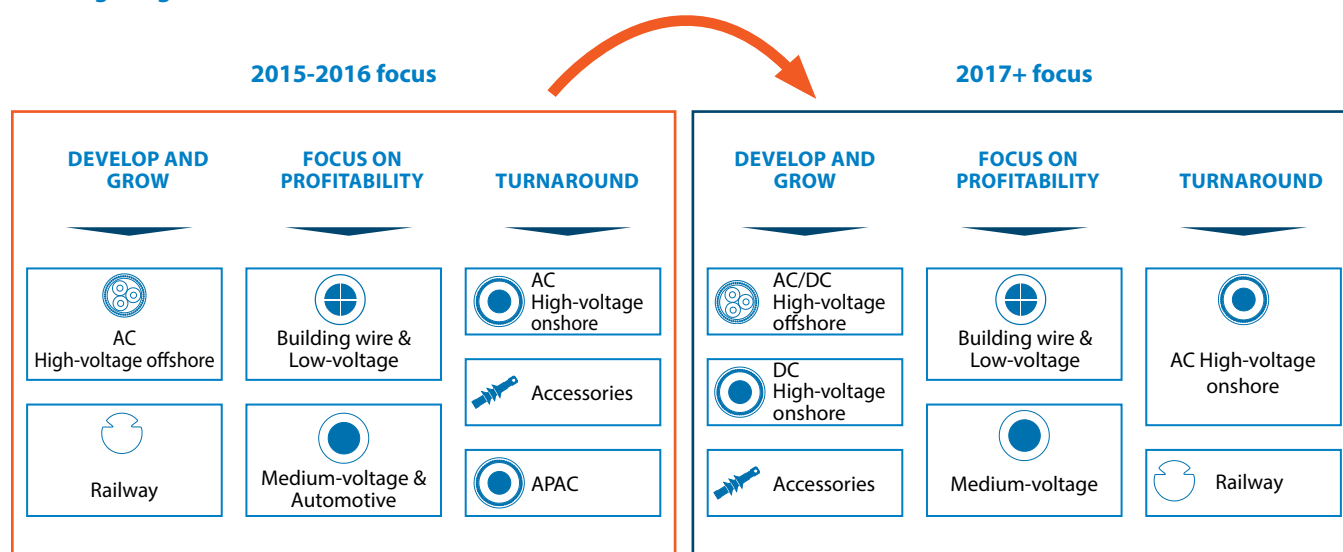 2015-2016 focus
2017+ focus
DEVELOP AND
GROW
FOCUS ON
PROFITABILITY
TURNAROUND
AC
High-voltage offshore
Railway
Building wire &
Low-voltage
Medium-voltage &
Automotive
AC
High-voltage
onshore
Accessories
APAC
DEVELOP AND
GROW
FOCUS ON
PROFITABILITY
TURNAROUND
AC/DC
High-voltage
offshore
DC
High-voltage
onshore
Accessories
Building wire &
Low-voltage
Medium-voltage
AC High-voltage
onshore
Railway